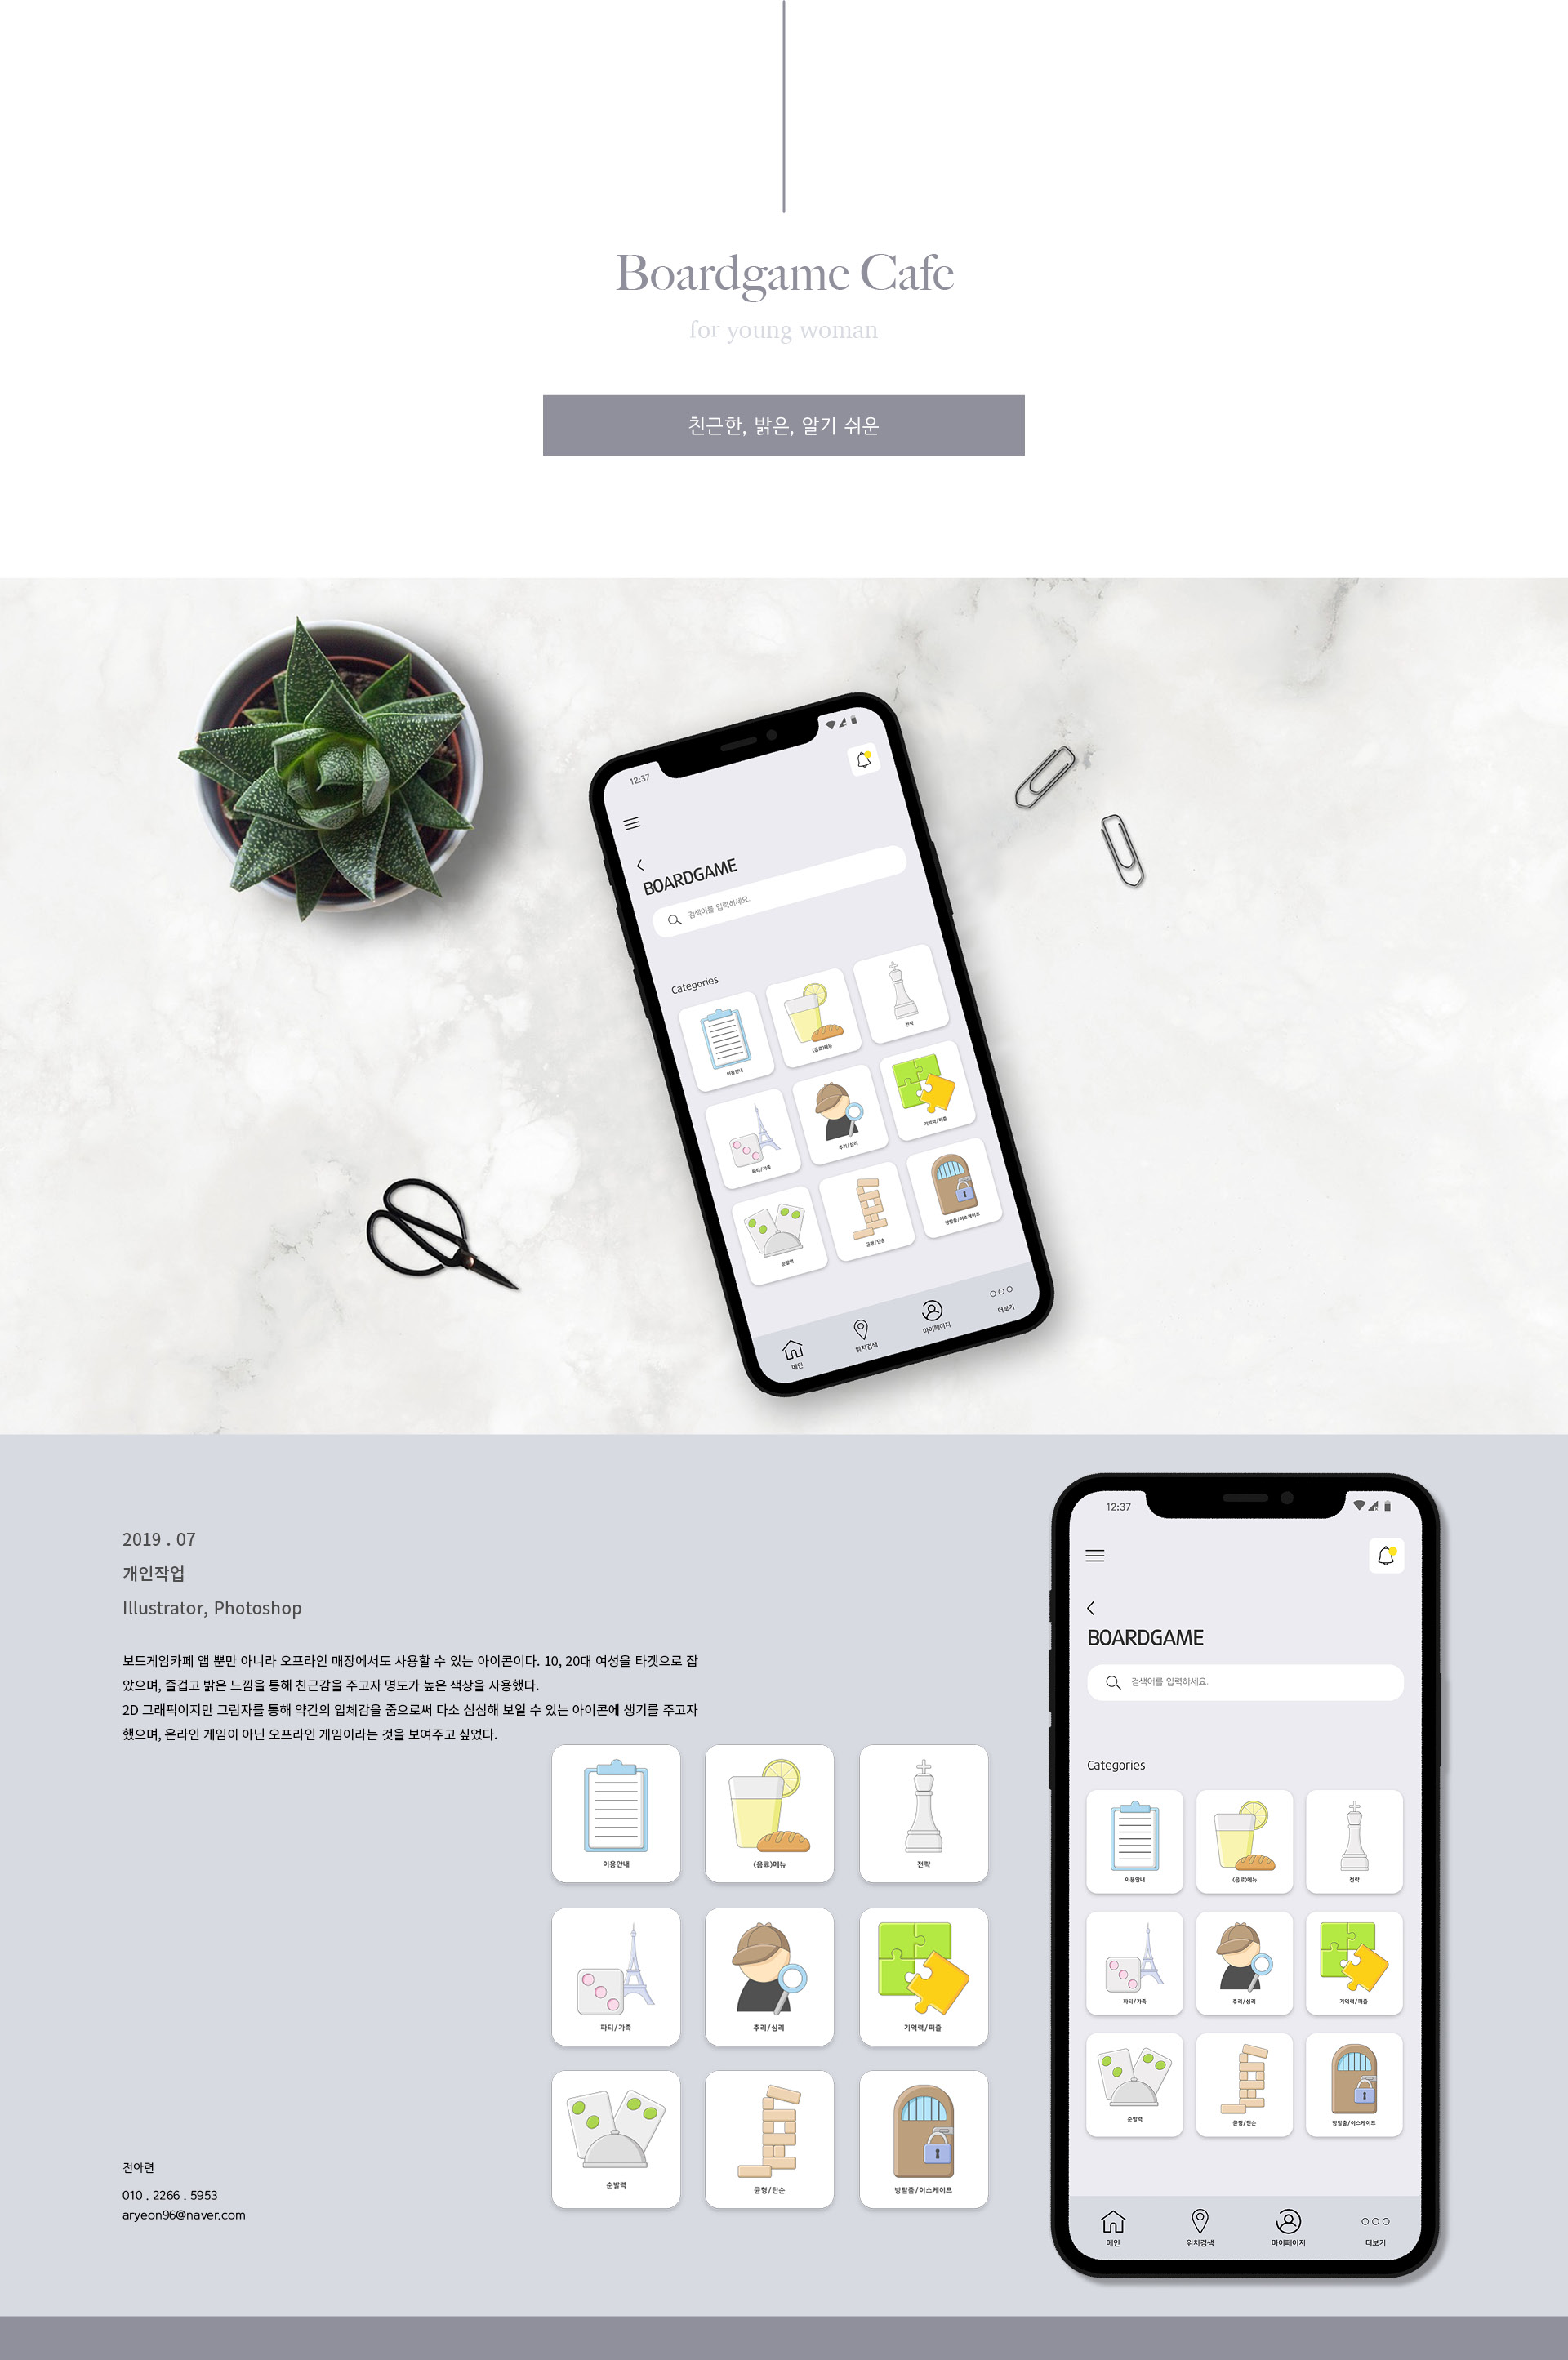 Boardgame Cafe
for young woman
친근한, 밝은, 알기 쉬운
12:37
BOARDGAME
검색어를 입력하세요.
Categories
이용안내
(음료)메뉴
전략
파티/가족
추리/심리
기억력/퍼즐
순발력
균형/단순
방탈출/이스케이프
메인
위치검색
마이페이지
더보기
2019 . 07
개인작업
Illustrator, Photoshop
보드게임카페 앱 뿐만 아니라 오프라인 매장에서도 사용할 수 있는 아이콘이다. 10, 20대 여성을 타겟으로 잡
았으며, 즐겁고 밝은 느낌을 통해 친근감을 주고자 명도가 높은 색상을 사용했다.
2D 그래픽이지만 그림자를 통해 약간의 입체감을 줌으로써 다소 심심해 보일 수 있는 아이콘에 생기를 주고자
했으며, 온라인 게임이 아닌 오프라인 게임이라는 것을 보여주고 싶었다.
이용안내
(음료)메뉴
전략
파티/가족
추리/심리
기억력/퍼즐
순발력
균형/단순
방탈출/이스케이프
전아련
010 . 2266 . 5953
aryeon96@naver.com
12:37
BOARDGAME
검색어를 입력하세요.
Categories
이용안내
(음료)메뉴
전략
파티/가족
추리/심리
기억력/퍼즐
순발력
균형/단순
방탈출/이스케이프
메인
위치검색
마이페이지
더보기